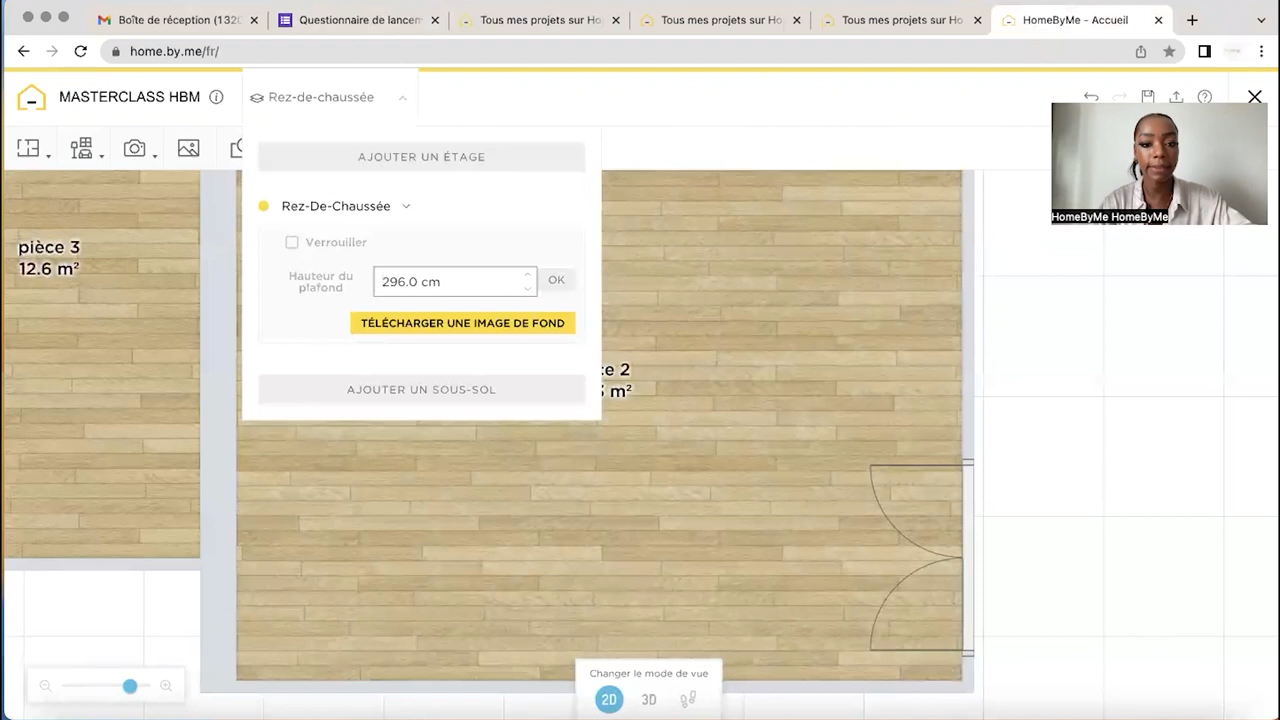 Boîte de réception (1320
Questionnaire de lancem
Tous mes projets sur Ho
Tous mes projets sur Ho
Tous mes projets sur Ho
HomeByMe - Accueil
home.by.me/fr/
MASTERCLASS HBM
Rez-de-chaussée
AJOUTER UN ÉTAGE
Rez-De-Chaussée
Verrouiller
Hauteur du
plafond
296.0 cm
OK
TÉLÉCHARGER UNE IMAGE DE FOND
AJOUTER UN SOUS-SOL
pièce 3
12.6 m²
ce 2
m²
HomeByMe HomeByMe
Changer le mode de vue
2D
3D